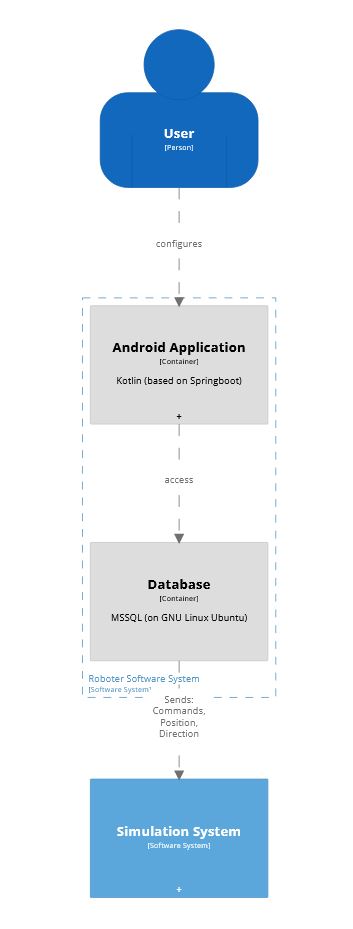 User
[Person]
configures
Android Application
[Container]
Kotlin (based on Springboot)
+
access
Database
[Container]
MSSQL (on GNU Linux Ubuntu)
Roboter Software System
[Software System]
Sends:
Commands,
Position,
Direction
Simulation System
[Software System]
+